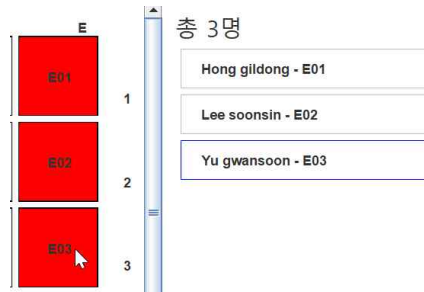 E
E01
1
E02
2
E03
3
총 3명
Hong gildong - E01
Lee soonsin - E02
Yu gwansoon - E03